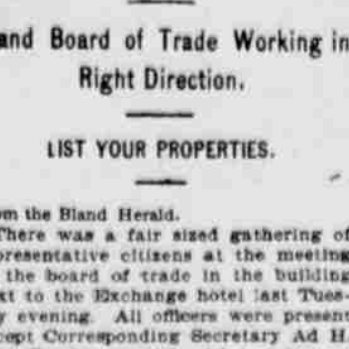 and Board of Trade Working in
Right Direction.
LIST YOUR PROPERTIES.
om the Bland Herald.
There was a fair sized gathering of
presentative citizens at the meeting
the board of trade in the building
xt to the Exchange hotel last Tues-
y evening. All officers were present
cept Corresponding Secretary Ad H.